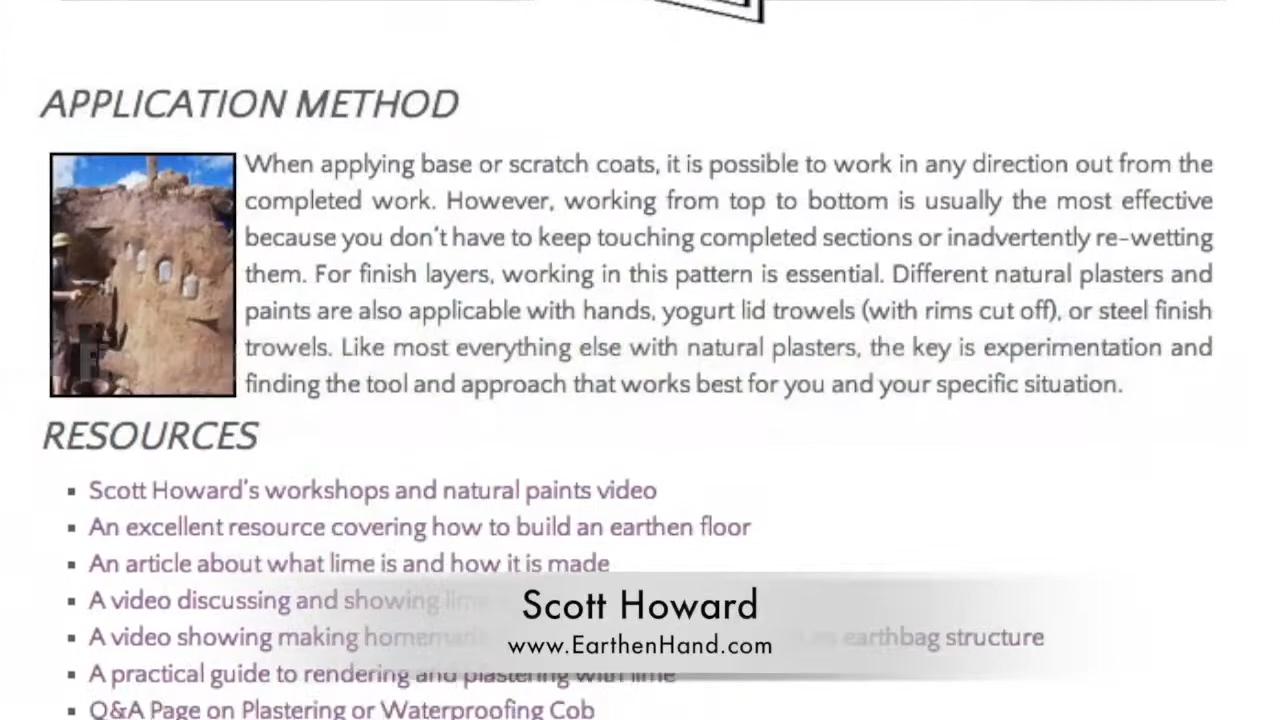 APPLICATION METHOD
When applying base or scratch coats, it is possible to work in any direction out from the
completed work. However, working from top to bottom is usually the most effective
because you don't have to keep touching completed sections or inadvertently re-wetting
them. For finish layers, working in this pattern is essential. Different natural plasters and
paints are also applicable with hands, yogurt lid trowels (with rims cut off), or steel finish
trowels. Like most everything else with natural plasters, the key is experimentation and
finding the tool and approach that works best for you and your specific situation.
RESOURCES
▪ Scott Howard's workshops and natural paints video
▪ An excellent resource covering how to build an earthen floor
▪ An article about what lime is and how it is made
▪ A video discussing and showing lime
▪ A video showing making homemade earthbag structure
▪ A practical guide to rendering and plastering with lime
▪ Q&A Page on Plastering or Waterproofing Cob
Scott Howard
www.EarthenHand.com